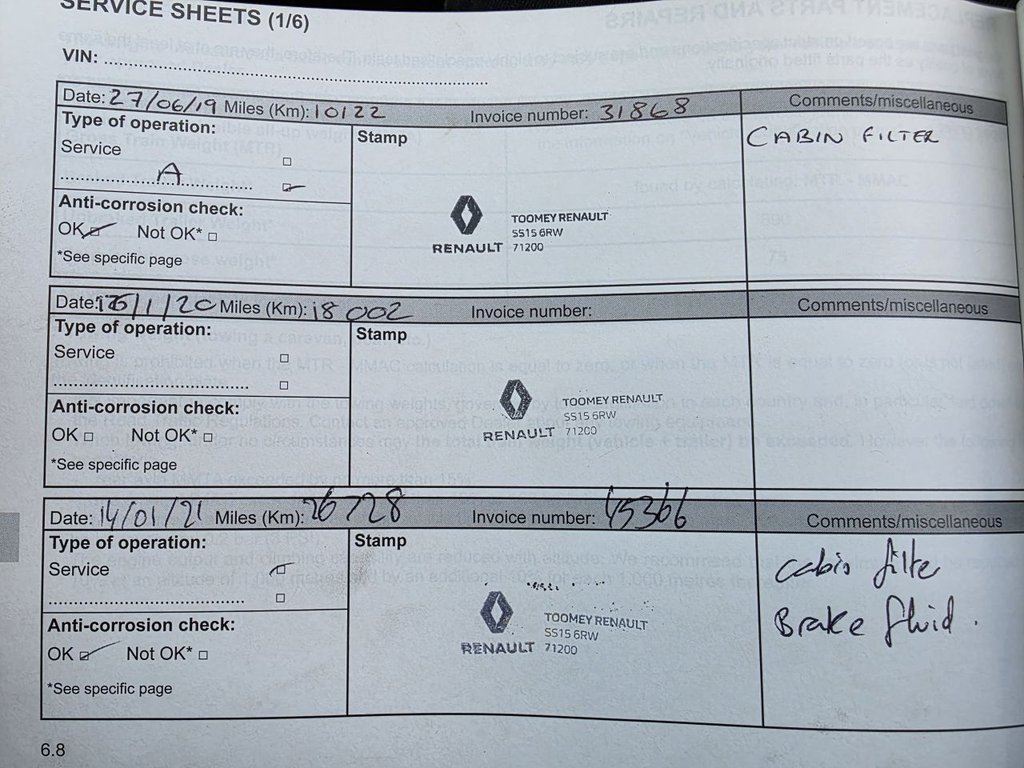 SERVICE SHEETS (1/6)
VIN: ................................................................
Date: 27/06/19 Miles (Km): 10122 Invoice number: 31868 Comments/miscellaneous
Type of operation:
Service
A
Anti-corrosion check:
OK Not OK*
*See specific page
Stamp
RENAULT
TOOMEY RENAULT
SS15 6RW
71200
CABIN FILTER
Date: /1/20 Miles (Km): 18002 Invoice number: Comments/miscellaneous
Type of operation:
Service
Anti-corrosion check:
OK Not OK*
*See specific page
Stamp
RENAULT
TOOMEY RENAULT
SS15 6RW
71200
Date: 14/01/21 Miles (Km): 26728 Invoice number: 45366 Comments/miscellaneous
Type of operation:
Service
Anti-corrosion check:
OK Not OK*
*See specific page
Stamp
RENAULT
TOOMEY RENAULT
SS15 6RW
71200
Cabin filte
Brake fluid.
6.8